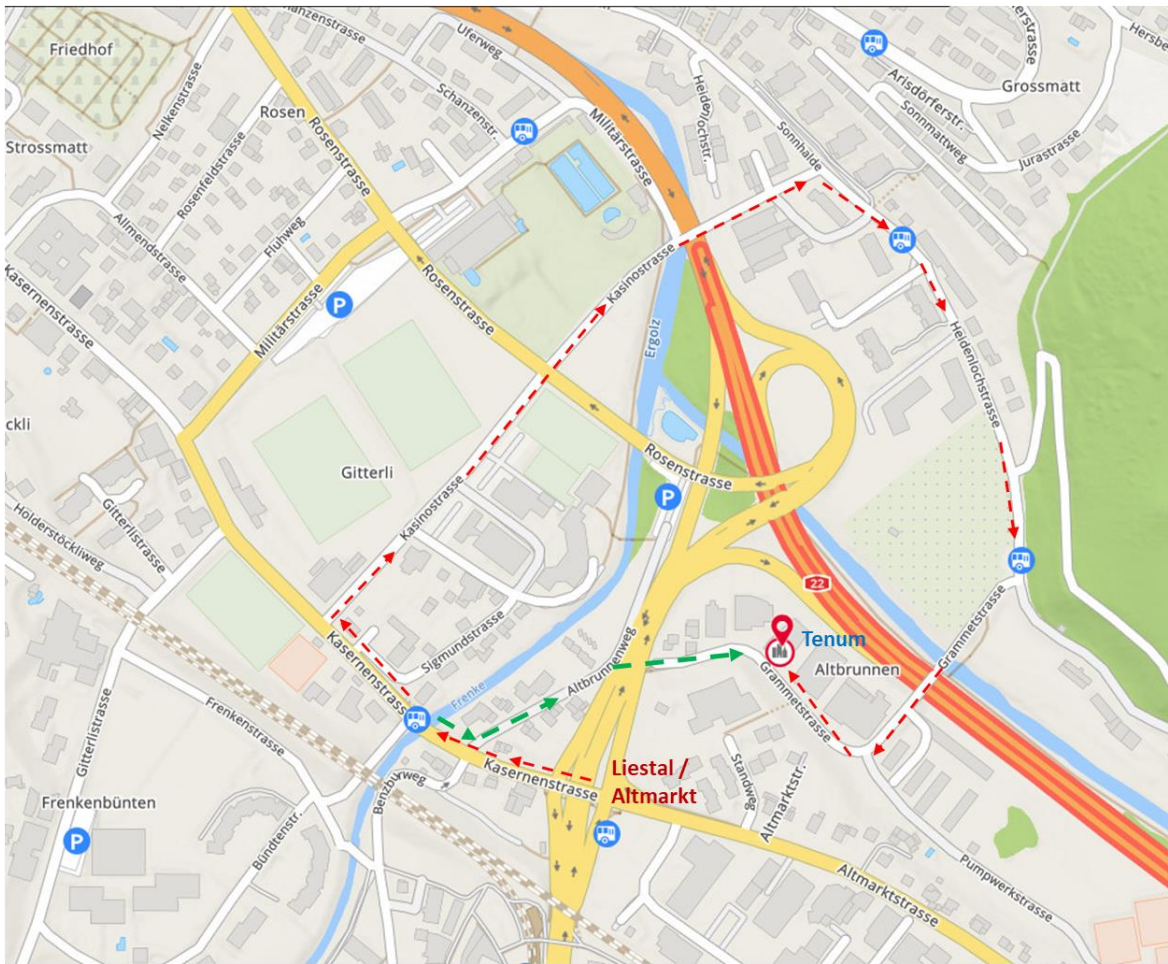 Friedhof
Strossmatt
Nelkenstrasse
Rosenfeldstrasse
Allmendstrasse
Fluhweg
Rosen
Rosenstrasse
Uferweg
Schanzenstr.
Militärstrasse
Heidenlochstr.
Sonnhalde
Arisdörferstr.
Sonnmattweg
Grossmatt
Jurastrasse
Kasernenstrasse
Militärstrasse
P
Rosenstrasse
Kasinostrasse
Ergolz
Heidenlochstrasse
ckli
Gitterli
Kasinostrasse
Rosenstrasse
P
Gitterlistrasse
Holderstöckliweg
22
Grammetstrasse
Kasernenstrasse
Sigmundstrasse
Altbrunnenweg
Tenum
Altbrunnen
Grammetstrasse
Frenke
Frenkenstrasse
Gitterlistrasse
Liestal /
Altmarkt
Kasernenstrasse
Benzburweg
Standweg
Altmarktstr.
Frenkenbünten
P
Bündtenstr.
Altmarktstrasse
Pumpwerkstrasse